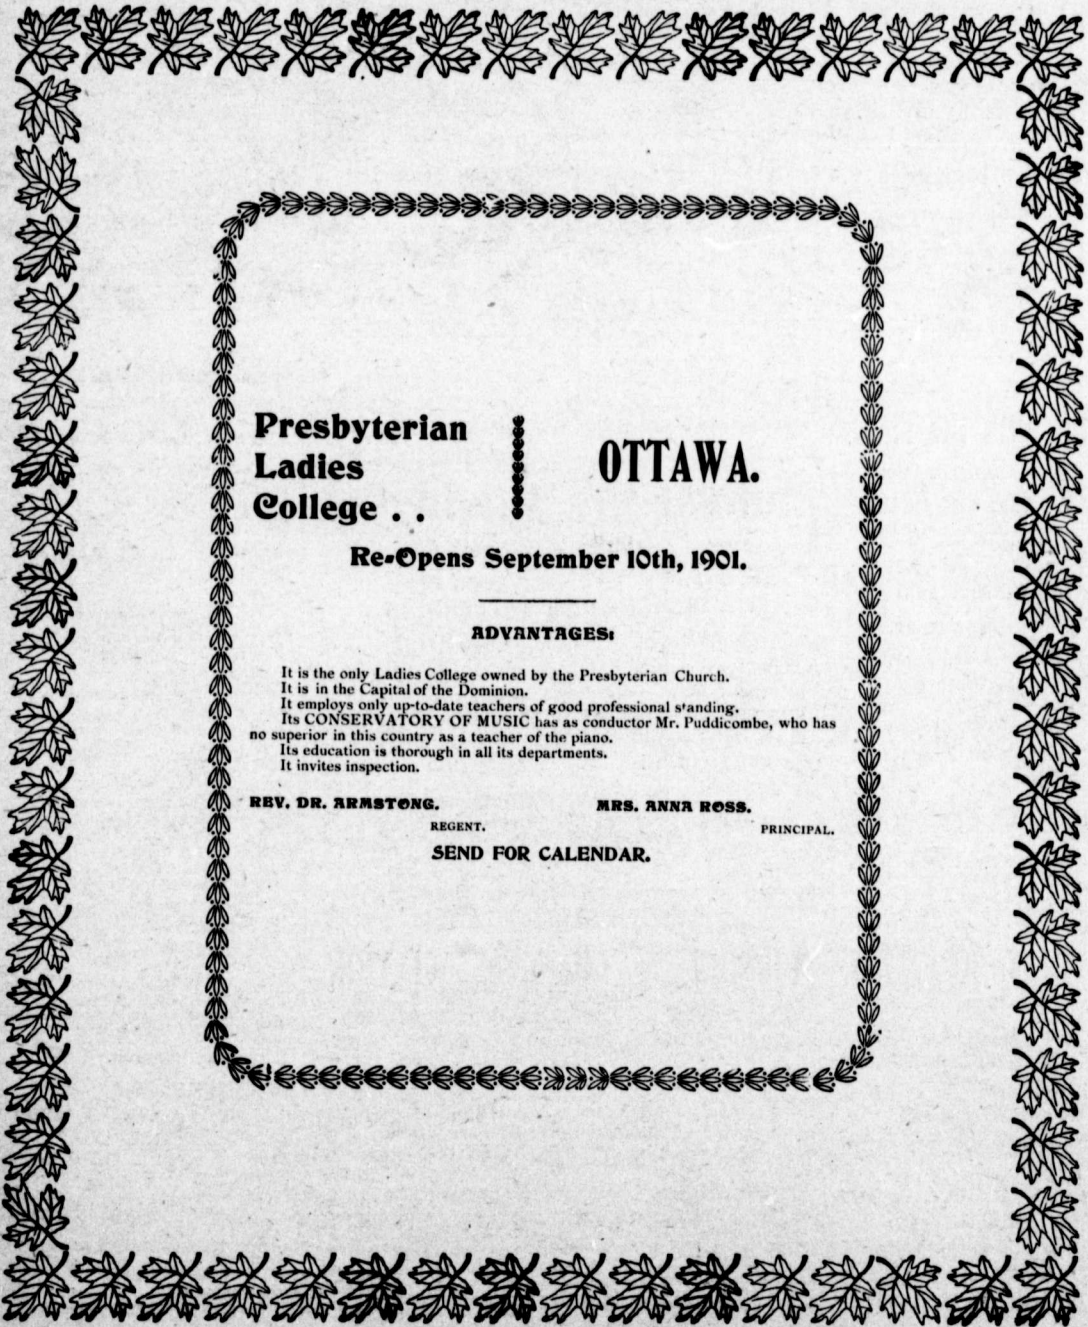 Presbyterian
Ladies
College . .
OTTAWA.
Re-Opens September 10th, 1901.
ADVANTAGES:
It is the only Ladies College owned by the Presbyterian Church.
It is in the Capital of the Dominion.
It employs only up-to-date teachers of good professional standing.
Its CONSERVATORY OF MUSIC has as conductor Mr. Puddicombe, who has
no superior in this country as a teacher of the piano.
Its education is thorough in all its departments.
It invites inspection.
REV. DR. ARMSTONG. MRS. ANNA ROSS.
REGENT. PRINCIPAL.
SEND FOR CALENDAR.